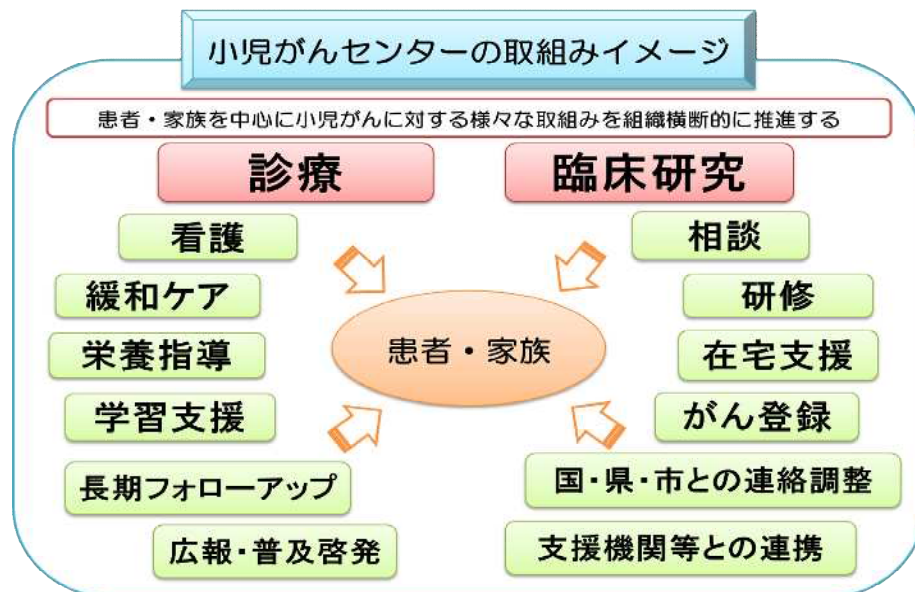 小児がんセンターの取組みイメージ
患者・家族を中心に小児がんに対する様々な取組みを組織横断的に推進する
診療
臨床研究
看護
相談
緩和ケア
研修
栄養指導
患者・家族
在宅支援
学習支援
がん登録
長期フォローアップ
国・県・市との連絡調整
広報・普及啓発
支援機関等との連携